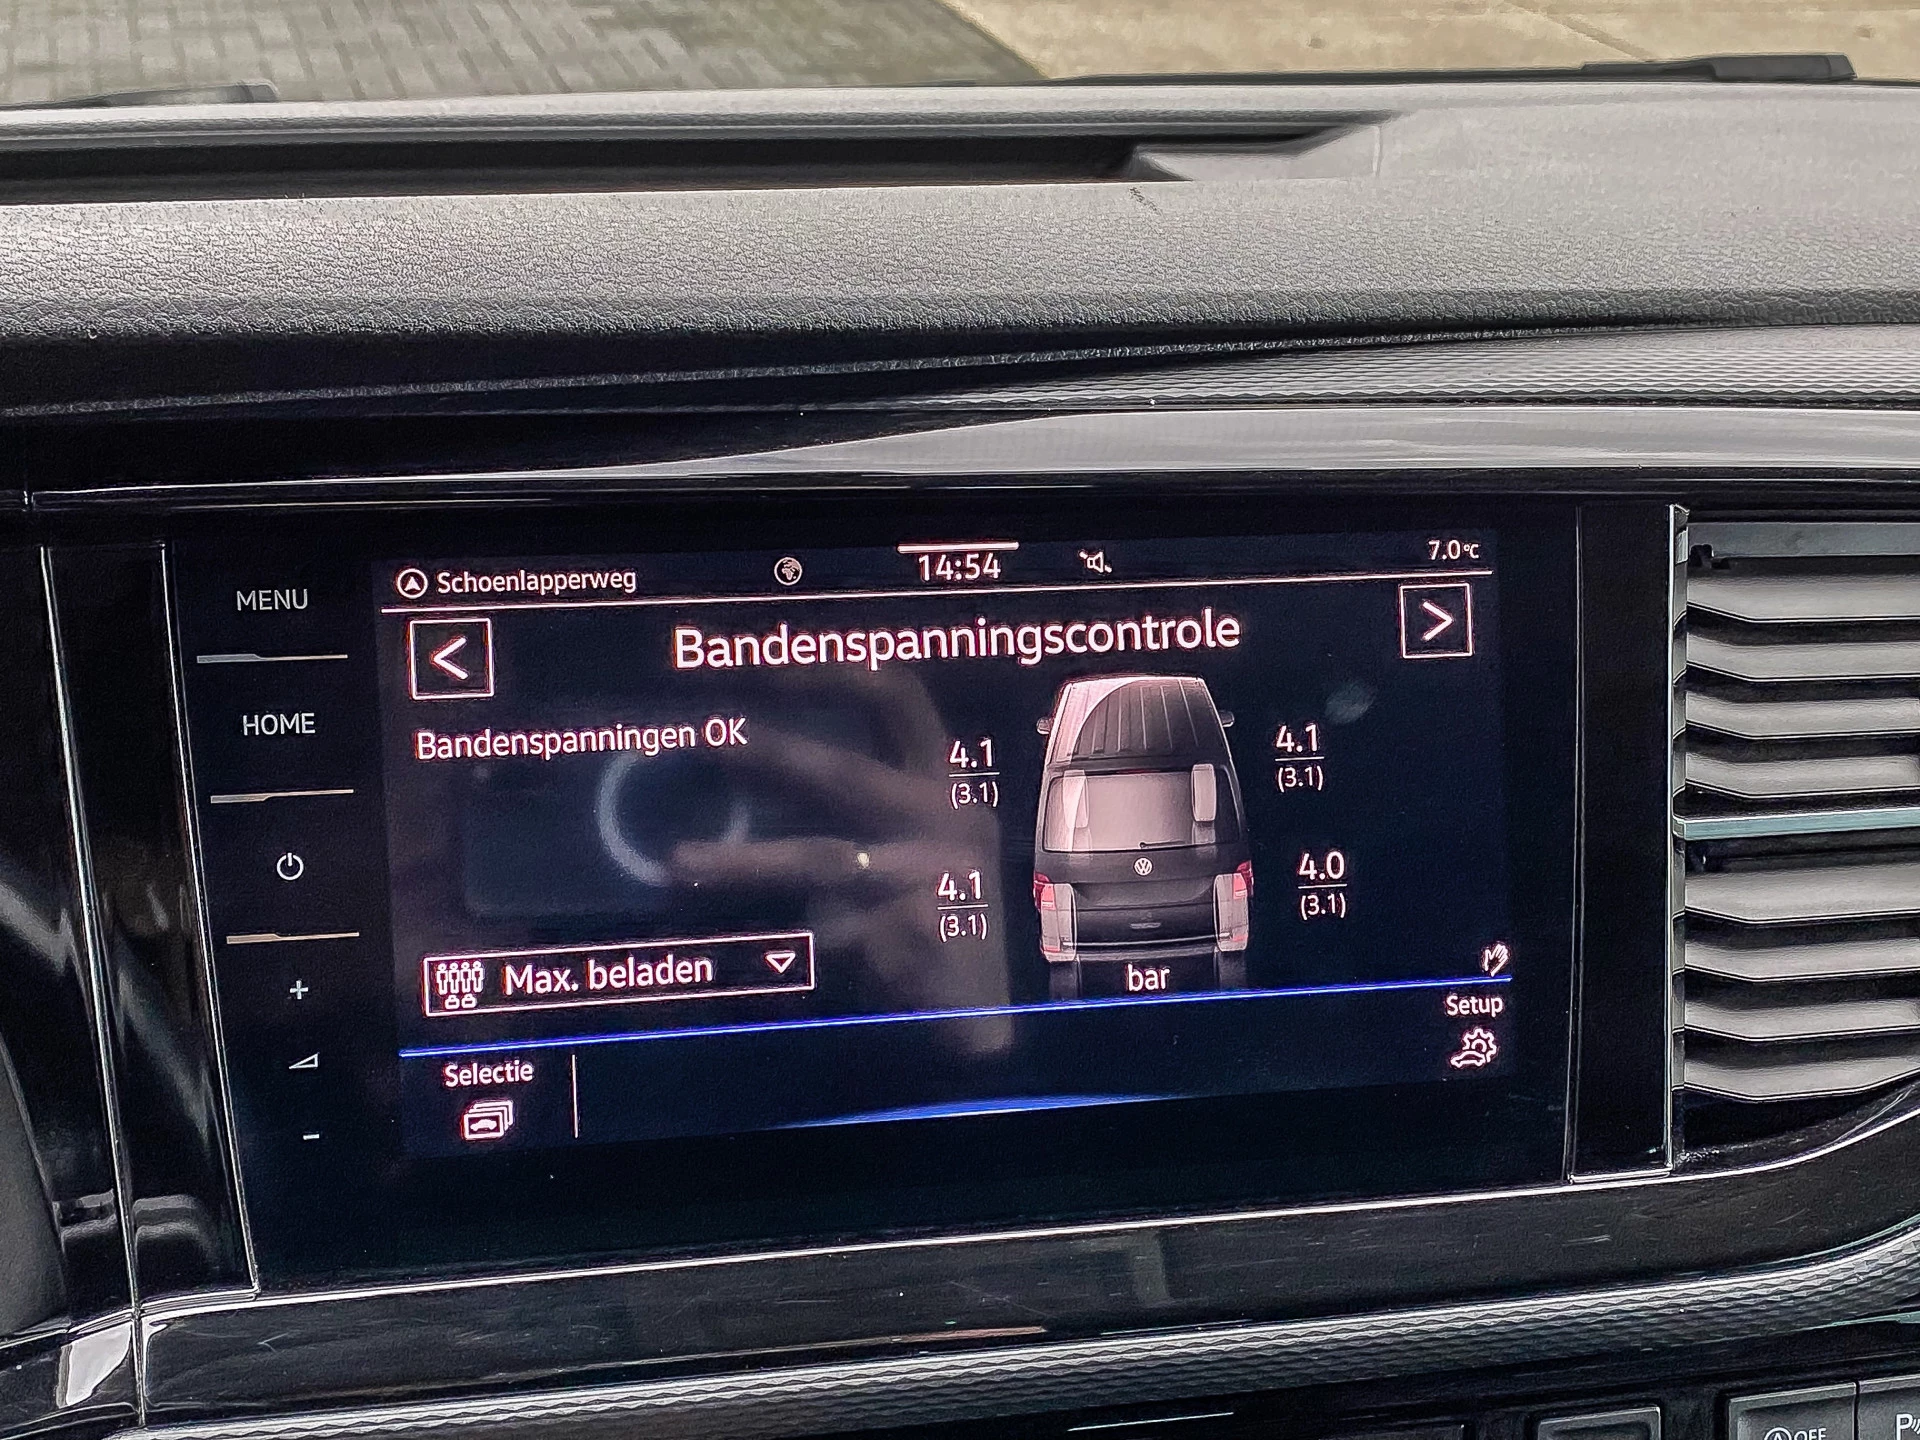 MENU
HOME
+
-
Schoenlapperweg
14:54
7.0°C
<
Bandenspanningscontrole
>
Bandenspanningen OK
4.1
(3.1)
4.1
(3.1)
4.1
(3.1)
4.0
(3.1)
bar
Max. beladen
Selectie
Setup
OFF
P